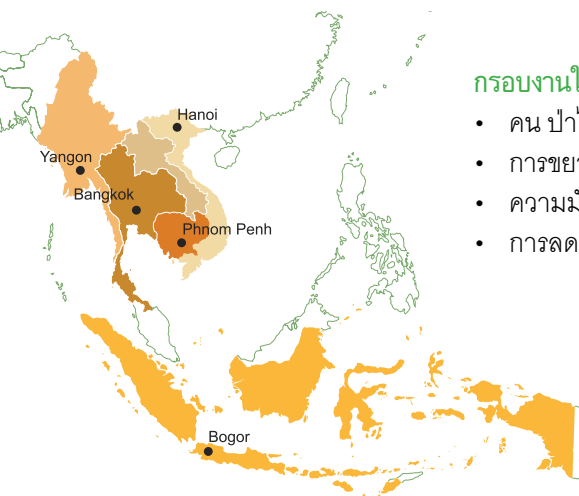 Hanoi
Yangon
Bangkok
Phnom Penh
Bogor
กรอบงานใ
• คน ป่า
• การขย
• ความม
• การลด